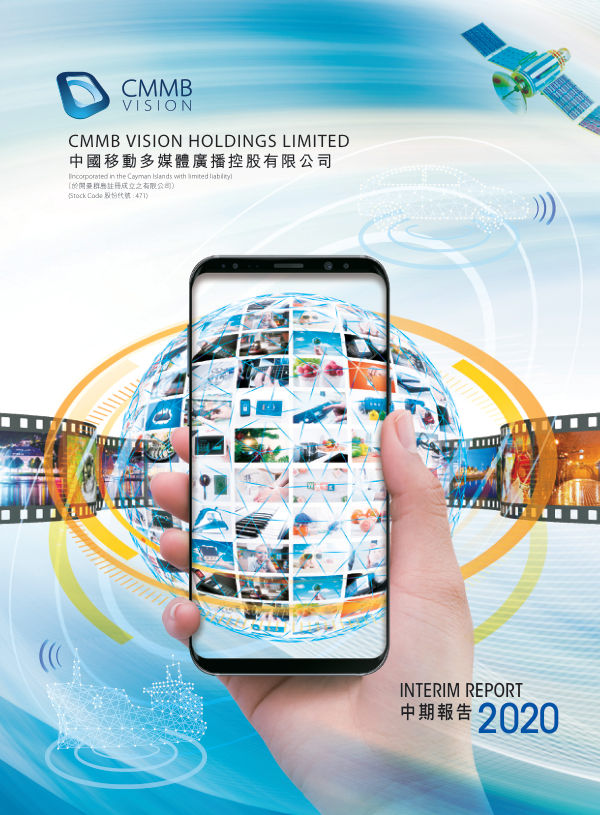 CMMB
VISION
CMMB VISION HOLDINGS LIMITED
中國移動多媒體廣播控股有限公司
(Incorporated in the Cayman Islands with limited liability)
(於開曼群島註冊成立之有限公司)
(Stock Code 股份代號 : 471)
INTERIM REPORT
中期報告 2020